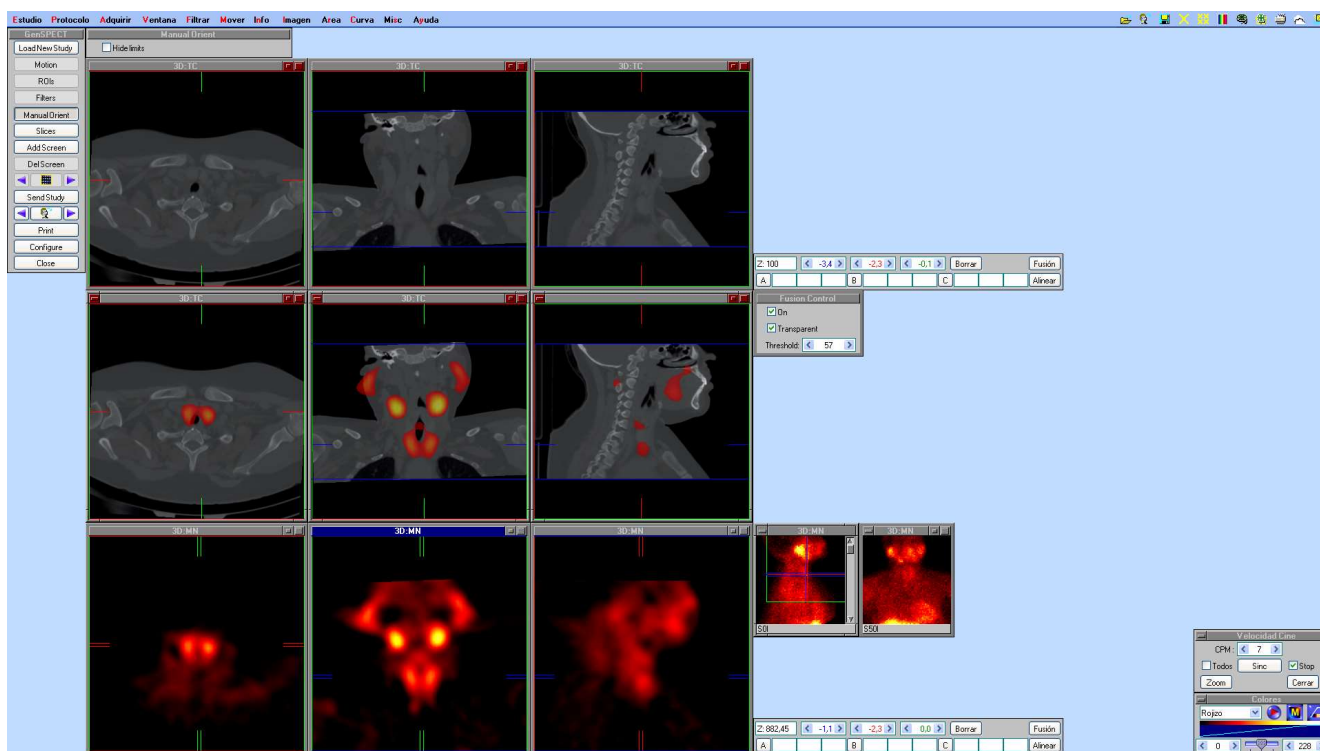 Estudio Protocolo Adquirir Ventana Filtrar Mover Info Imagen Area Curva Misc Ayuda
GenSPECT
Load New Study
Motion
ROIs
Filters
Manual Orient
Slices
Add Screen
Del Screen
Send Study
Print
Configure
Close
Manual Orient
Hide limits
3D:TC 3D:TC 3D:TC
Z: 100 -3,4 -2,3 -0,1 Borrar Fusión
A B C Alinear
3D:TC 3D:TC
Fusion Control
On
Transparent
Threshold: 57
3D:MN 3D:MN 3D:MN 3D:MN 3D:MN
S0I S50I
Velocidad Cine
CPM: 7
Todos Sinc Stop
Zoom Cerrar
Colores
Rojizo M
0 228
Z: 882,45 -1,1 -2,3 0,0 Borrar Fusión
A B C Alinear